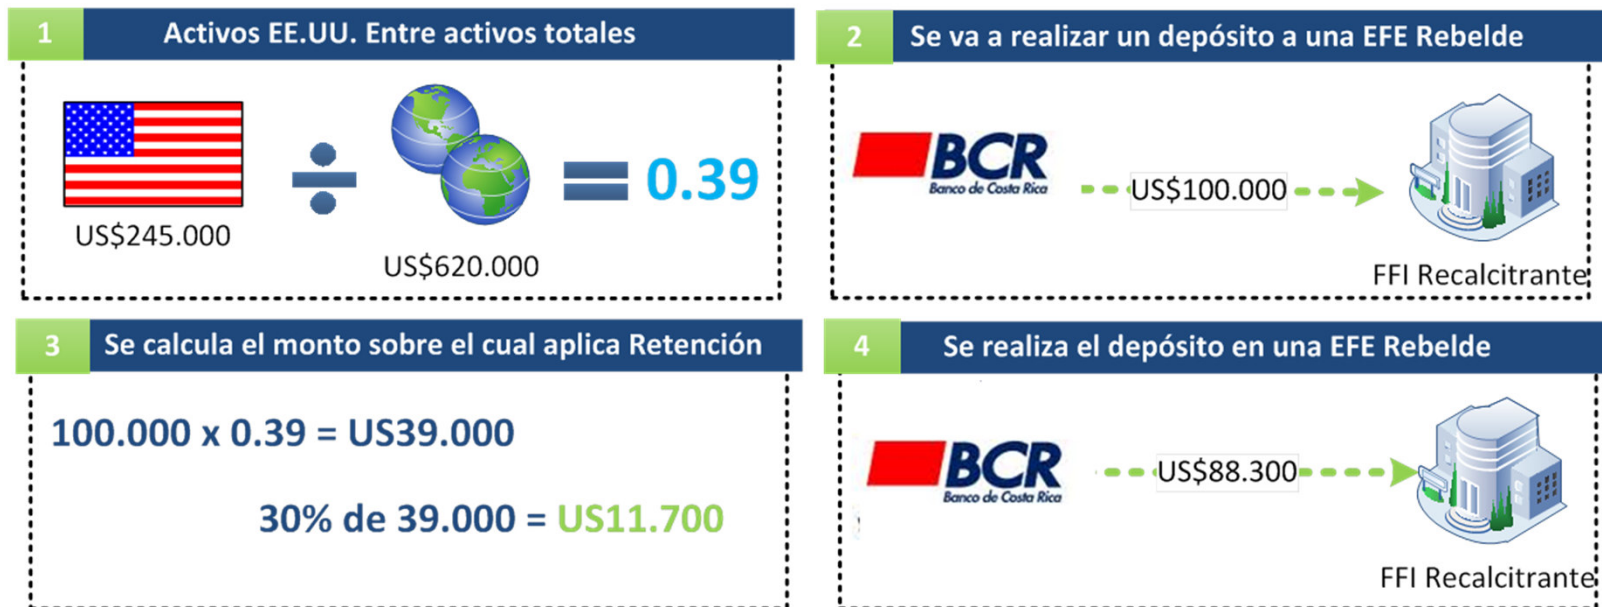 1
Activos EE.UU. Entre activos totales
US$245.000
US$620.000
0.39
2
Se va a realizar un depósito a una EFE Rebelde
BCR
Banco de Costa Rica
US$100.000
FFI Recalcitrante
3
Se calcula el monto sobre el cual aplica Retención
100.000 x 0.39 = US39.000
30% de 39.000 = US11.700
4
Se realiza el depósito en una EFE Rebelde
BCR
Banco de Costa Rica
US$88.300
FFI Recalcitrante